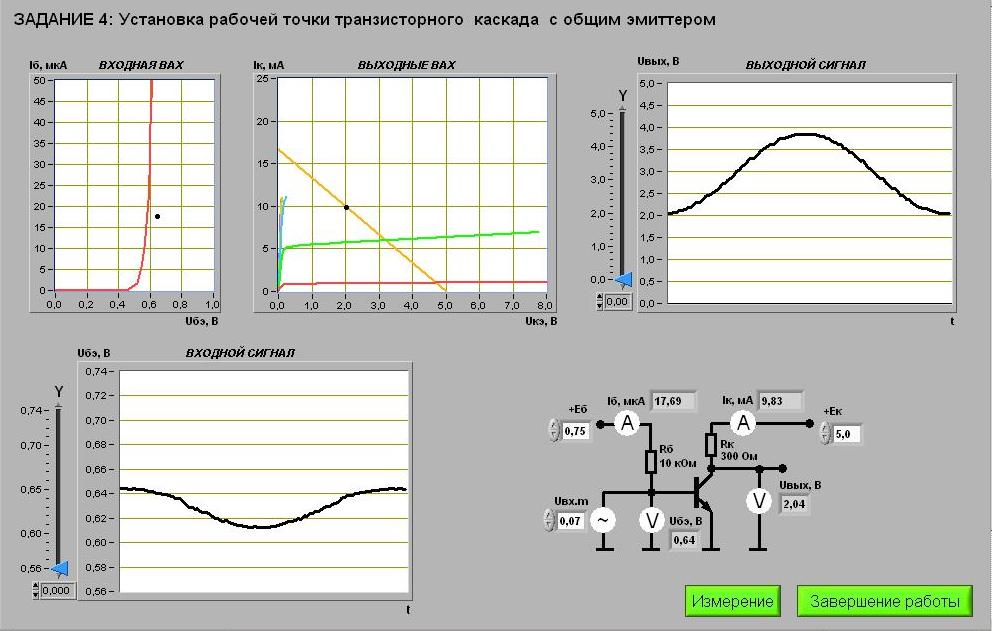 ЗАДАНИЕ 4: Установка рабочей точки транзисторного каскада с общим эмиттером
Iб, мкА ВХОДНАЯ ВАХ
50
45
40
35
30
25
20
15
10
5
0
0,0 0,2 0,4 0,6 0,8 1,0
Uбэ, В
Iк, мА ВЫХОДНЫЕ ВАХ
25
20
15
10
5
0
0,0 1,0 2,0 3,0 4,0 5,0 6,0 7,0 8,0
Uкэ, В
Uвых, В ВЫХОДНОЙ СИГНАЛ
Y
5,0
4,0
3,0
2,0
1,0
0,0
0,00
5,0
4,5
4,0
3,5
3,0
2,5
2,0
1,5
1,0
0,5
0,0
t
Uбэ, В ВХОДНОЙ СИГНАЛ
Y
0,74
0,70
0,65
0,60
0,56
0,000
0,74
0,72
0,70
0,68
0,66
0,64
0,62
0,60
0,58
0,56
t
Iб, мкА 17,69 Iк, мА 9,83
+Eб +Eк
0,75 A A 5,0
Rб
10 кОм
Rк
300 Ом
Uвх.m
0,07 ~ V Uбэ, В
0,64
V Uвых, В
2,04
Измерение Завершение работы